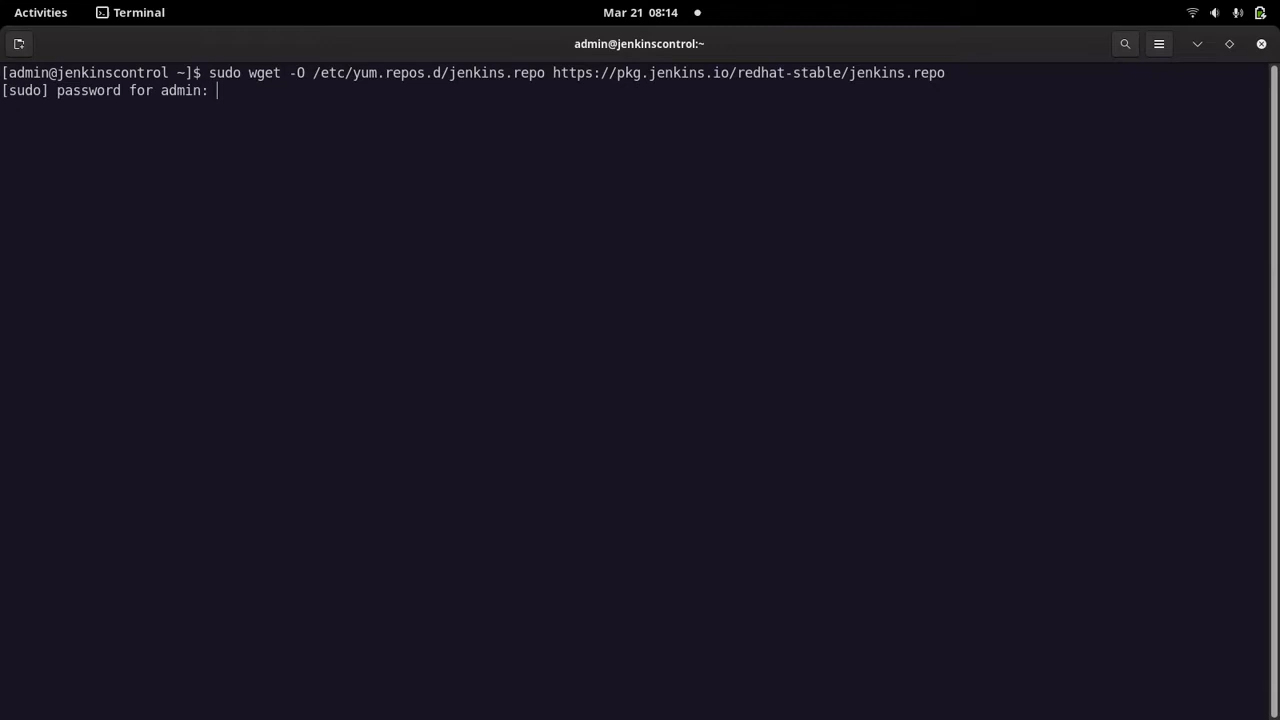 Activities Terminal Mar 21 08:14
admin@jenkinscontrol:~
[admin@jenkinscontrol ~]$ sudo wget -O /etc/yum.repos.d/jenkins.repo https://pkg.jenkins.io/redhat-stable/jenkins.repo
[sudo] password for admin: